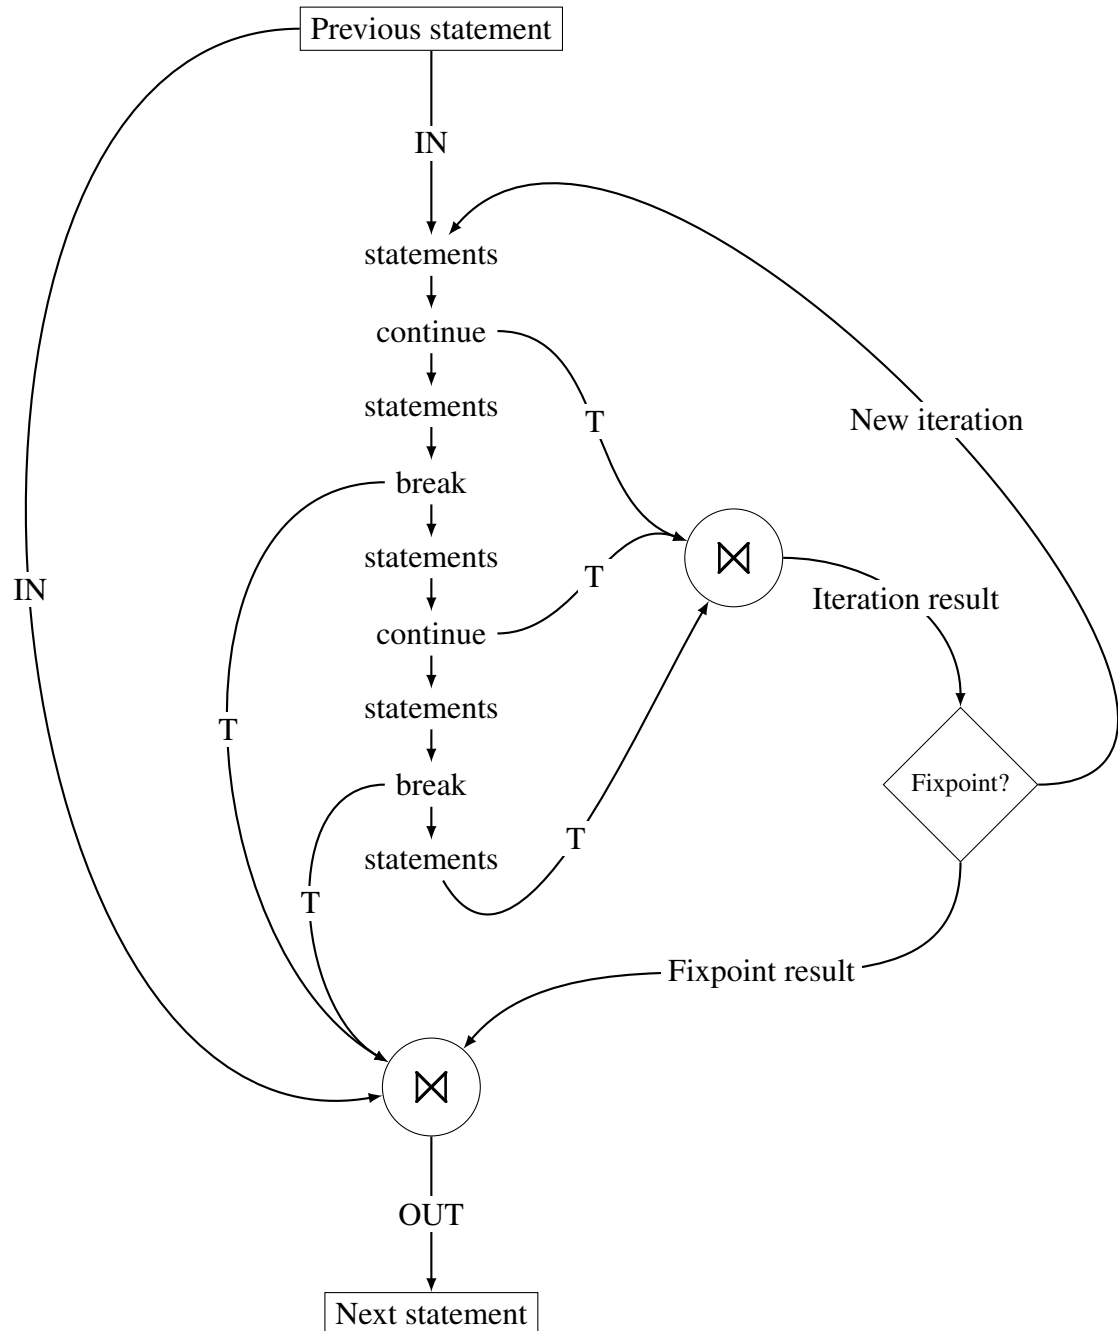 Previous statement
IN
statements
continue
statements
T
New iteration
break
⋈
statements
T
IN
Iteration result
continue
statements
T
break
Fixpoint?
T
statements
T
Fixpoint result
⋈
OUT
Next statement